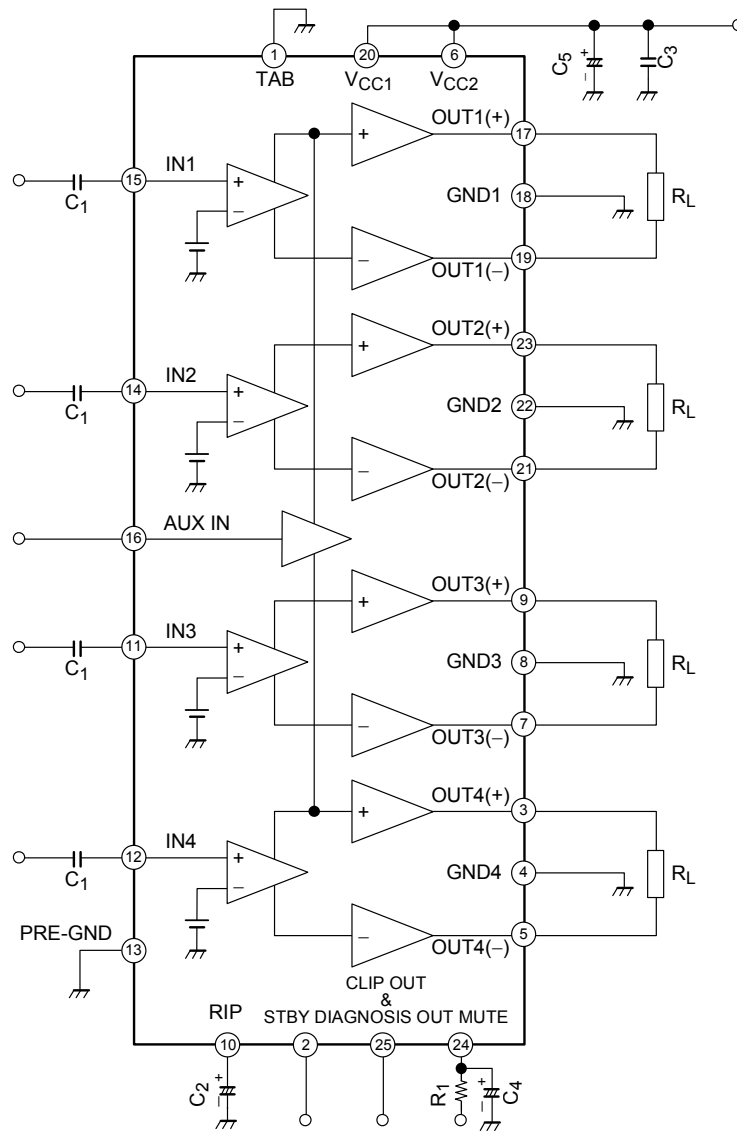 1 20 6
TAB VCC1 VCC2
C5 + − C3
OUT1(+)
17
IN1
15
C1
+ −
+
GND1
18
RL
−
OUT1(−)
19
OUT2(+)
23
IN2
14
C1
+ −
+
GND2
22
RL
−
OUT2(−)
21
AUX IN
16
OUT3(+)
9
IN3
11
C1
+ −
+
GND3
8
RL
−
OUT3(−)
7
OUT4(+)
3
IN4
12
C1
+ −
+
GND4
4
RL
−
OUT4(−)
5
PRE-GND
13
CLIP OUT
&
RIP STBY DIAGNOSIS OUT MUTE
10 2 25 24
C2 + − R1 + − C4